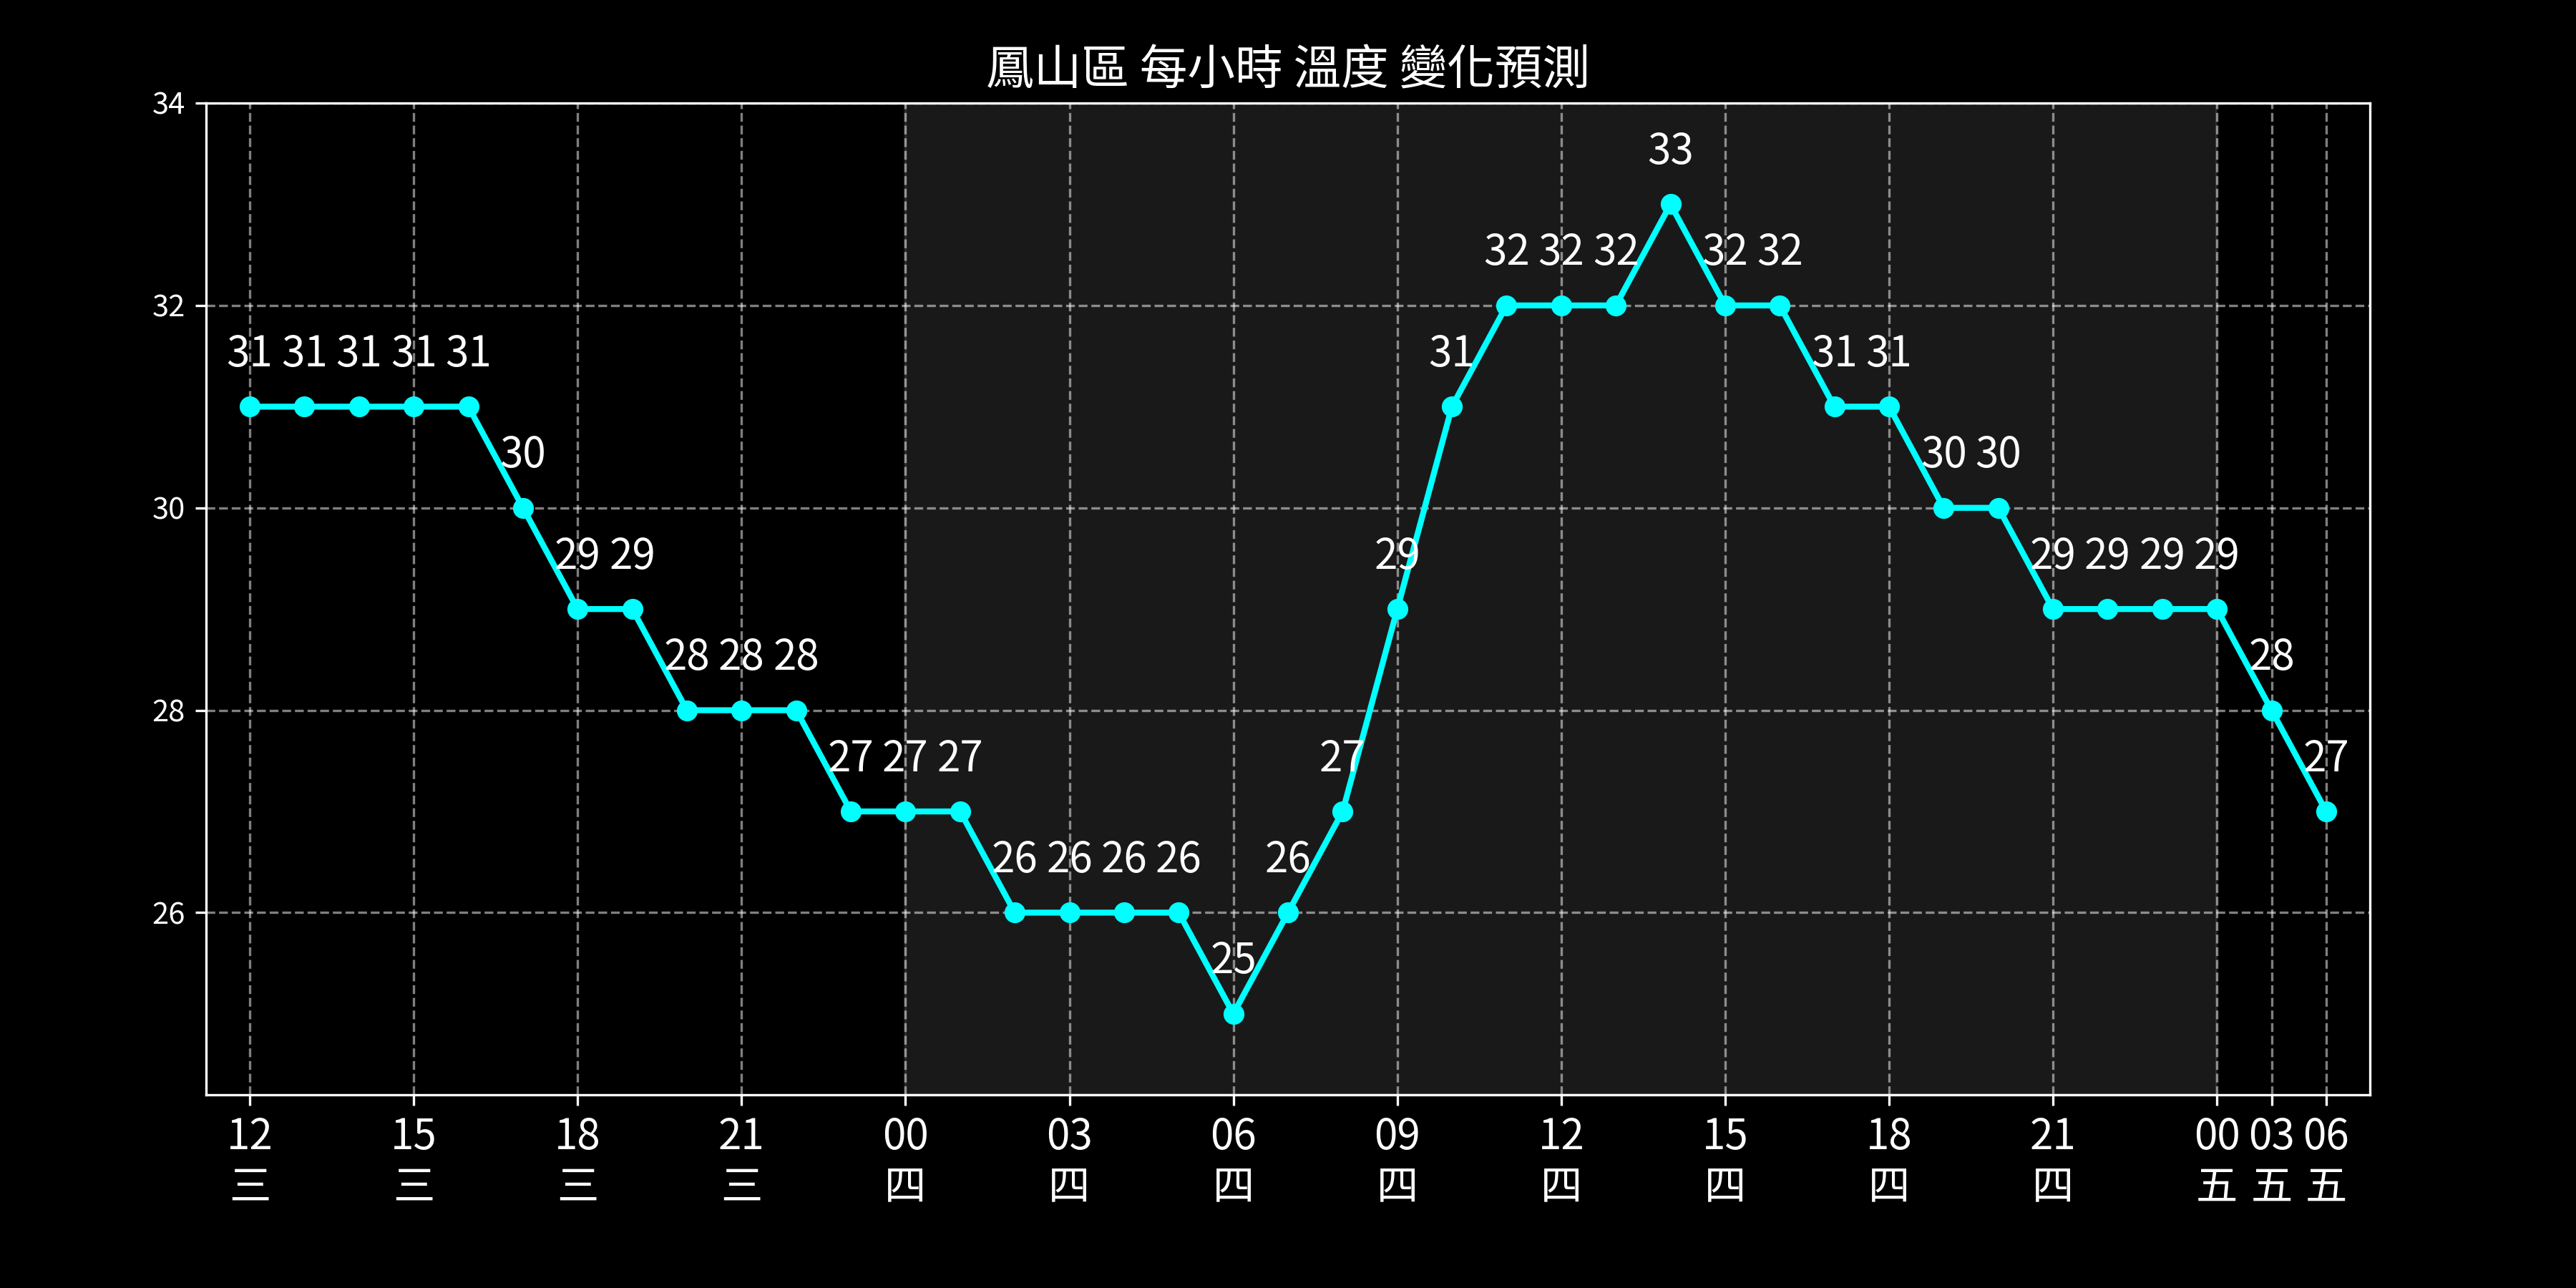 鳳山區 每小時 溫度 變化預測
34
33
32 32 32 32 32
32
31 31 31 31 31 31 31 31
30 30 30
30
29 29 29 29 29 29 29
28 28 28 28
28
27 27 27 27 27
26 26 26 26 26
26
25
12 15 18 21 00 03 06 09 12 15 18 21 00 03 06
三 三 三 三 四 四 四 四 四 四 四 四 五 五 五